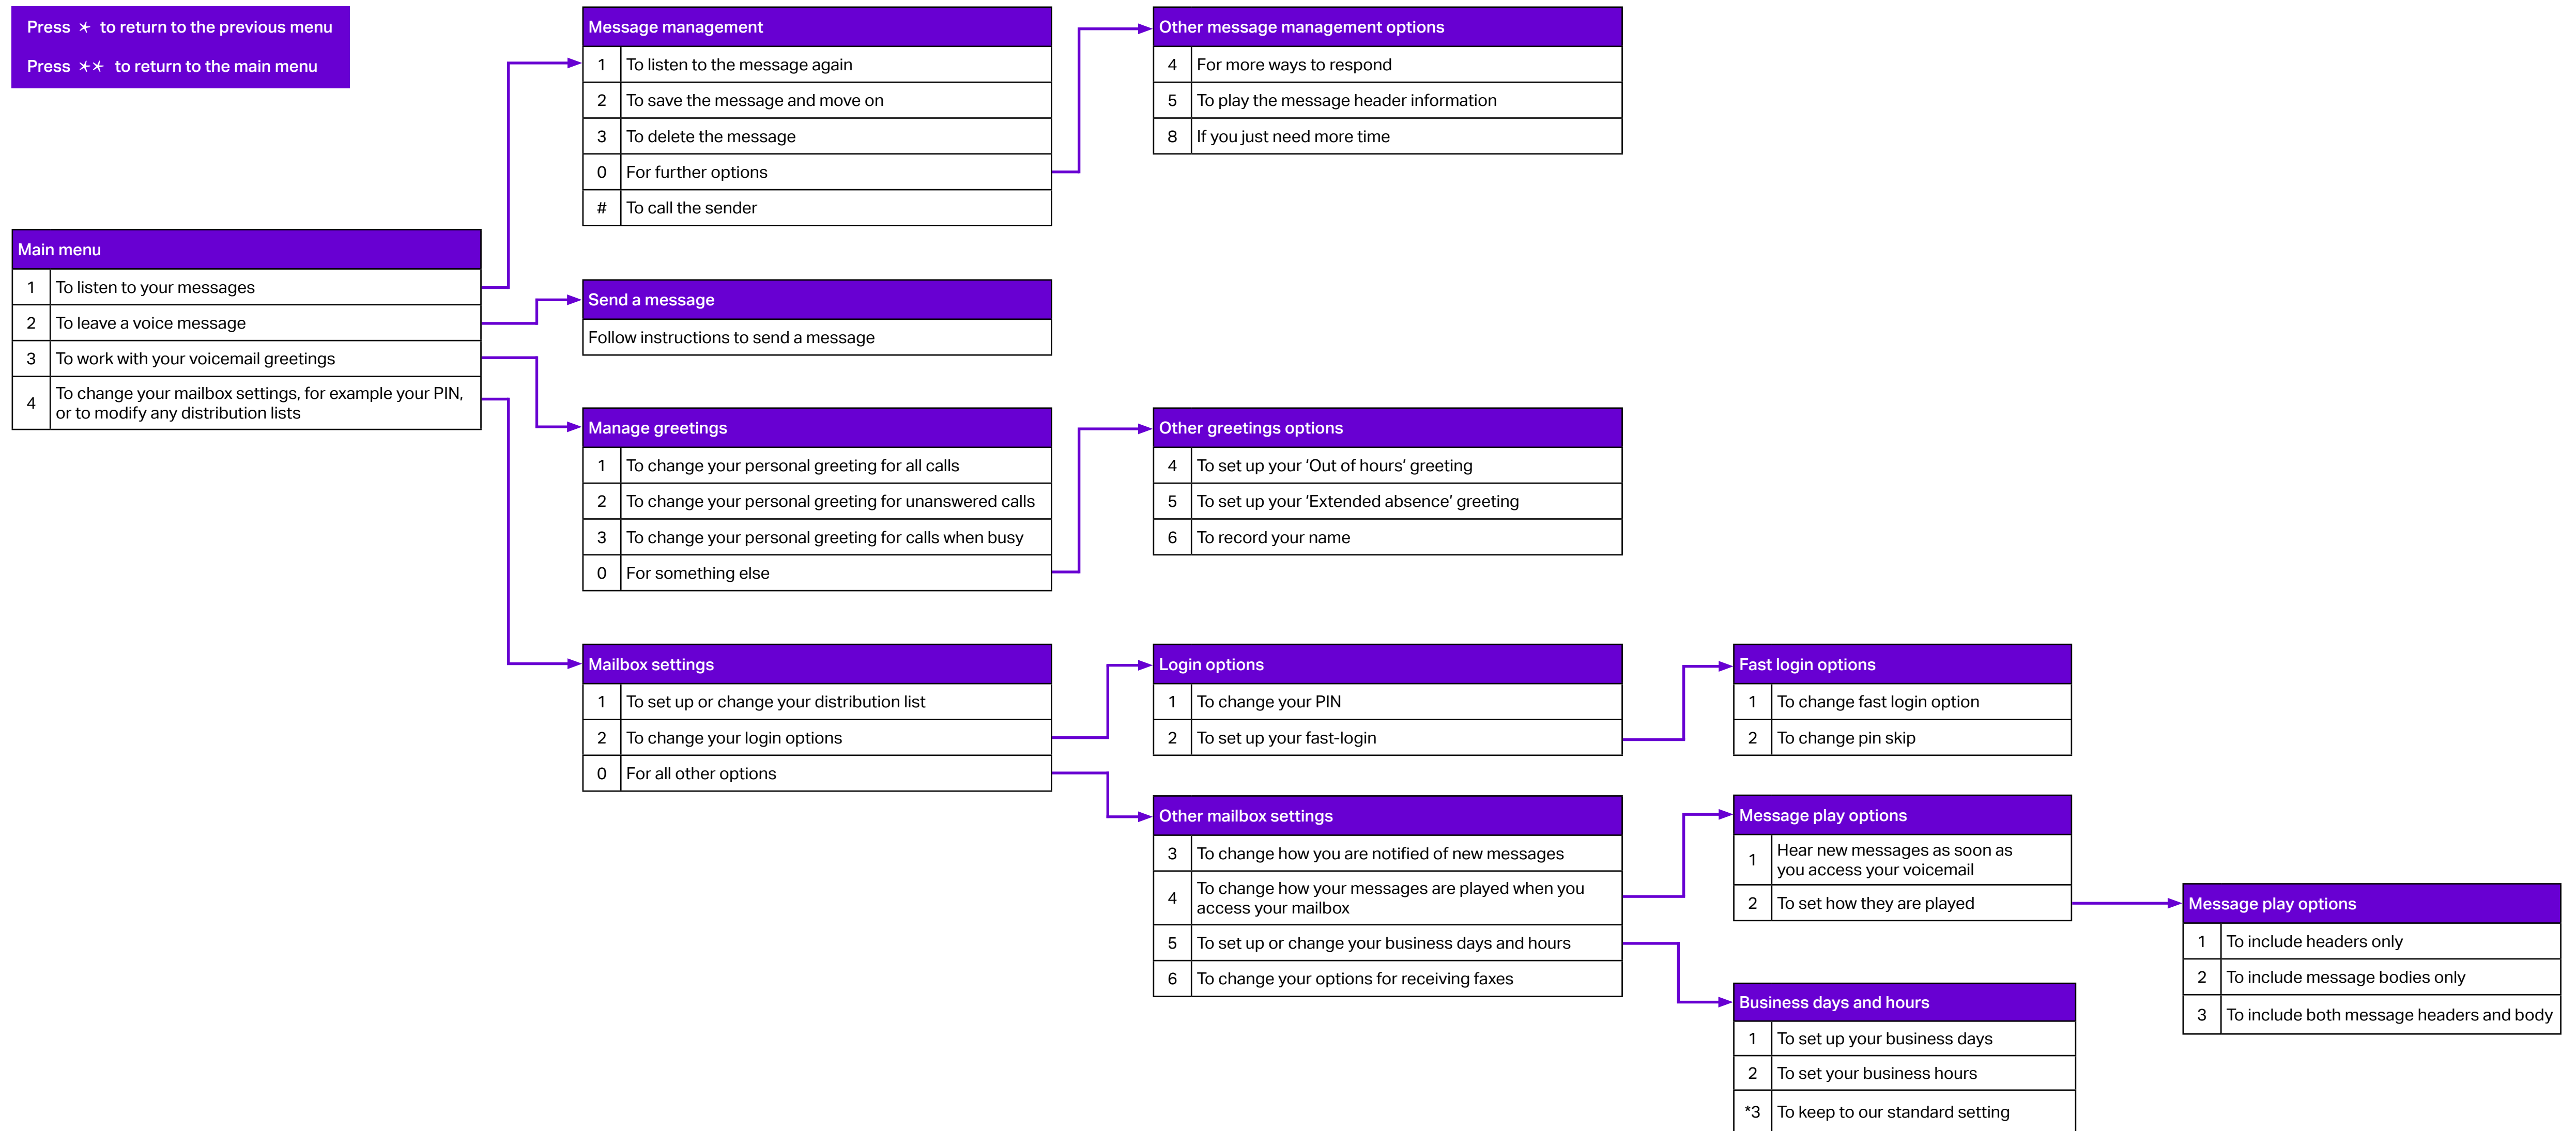 Press * to return to the previous menu
Press ** to return to the main menu
Main menu
1 To listen to your messages
2 To leave a voice message
3 To work with your voicemail greetings
4 To change your mailbox settings, for example your PIN,
or to modify any distribution lists
Message management
1 To listen to the message again
2 To save the message and move on
3 To delete the message
0 For further options
# To call the sender
Other message management options
4 For more ways to respond
5 To play the message header information
8 If you just need more time
Send a message
Follow instructions to send a message
Manage greetings
1 To change your personal greeting for all calls
2 To change your personal greeting for unanswered calls
3 To change your personal greeting for calls when busy
0 For something else
Other greetings options
4 To set up your ‘Out of hours’ greeting
5 To set up your ‘Extended absence’ greeting
6 To record your name
Mailbox settings
1 To set up or change your distribution list
2 To change your login options
0 For all other options
Login options
1 To change your PIN
2 To set up your fast-login
Fast login options
1 To change fast login option
2 To change pin skip
Other mailbox settings
3 To change how you are notified of new messages
4 To change how your messages are played when you
access your mailbox
5 To set up or change your business days and hours
6 To change your options for receiving faxes
Message play options
1 Hear new messages as soon as
you access your voicemail
2 To set how they are played
Message play options
1 To include headers only
2 To include message bodies only
3 To include both message headers and body
Business days and hours
1 To set up your business days
2 To set your business hours
*3 To keep to our standard setting